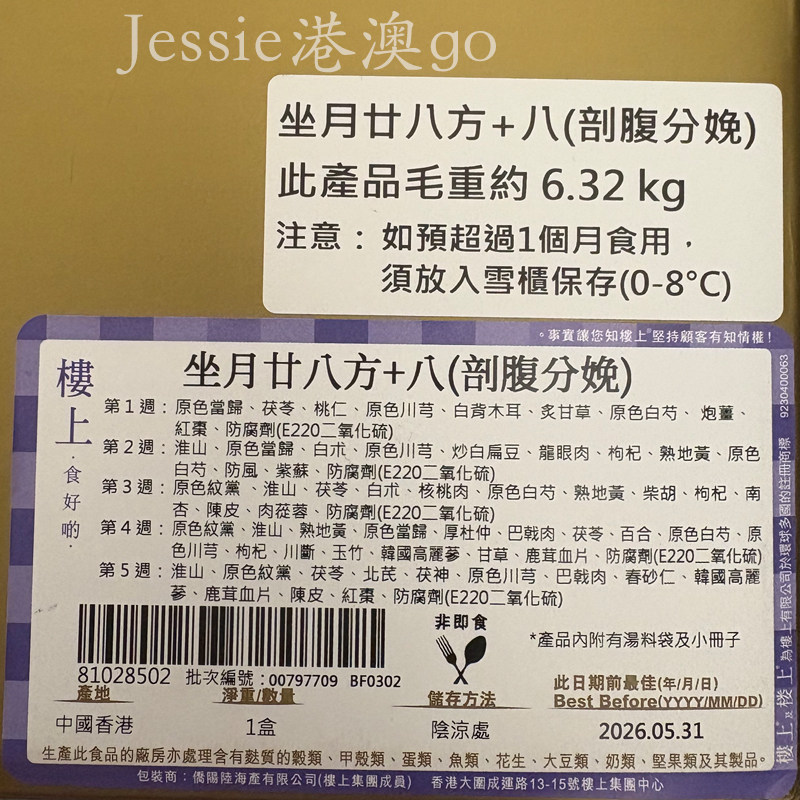 Jessie港澳go
坐月廿八方+八(剖腹分娩)
此產品毛重約 6.32 kg
注意：如預超過1個月食用，
須放入雪櫃保存(0-8°C)
。事實讓您知樓上®堅持顧客有知情權！
樓上
·食好啲·
坐月廿八方+八(剖腹分娩)
第1週：原色當歸、茯苓、桃仁、原色川芎、白背木耳、炙甘草、原色白芍、 炮薑、
紅棗、防腐劑(E220二氧化硫)
第2週：淮山、原色當歸、白朮、原色川芎、炒白扁豆、龍眼肉、枸杞、熟地黃、原色
白芍、防風、紫蘇、防腐劑(E220二氧化硫)
第3週：原色紋黨 、淮山、茯苓、白朮、核桃肉、原色白芍、熟地黃、柴胡、枸杞、南
杏、陳皮、肉蓯蓉、防腐劑(E220二氧化硫)
第4週：原色紋黨、淮山、熟地黃、原色當歸、厚杜仲、巴戟肉、茯苓、百合、原色白芍、原
色川芎、枸杞、川斷、玉竹、韓國高麗蔘、甘草、鹿茸血片、防腐劑(E220二氧化硫)
第5週：淮山、原色紋黨、茯苓、北芪、茯神、原色川芎、巴戟肉、春砂仁、韓國高麗
蔘、鹿茸血片、陳皮、紅棗、防腐劑(E220二氧化硫)
非即食
*產品內附有湯料袋及小冊子
81028502 批次編號：00797709 BF0302
產地
淨重/數量
儲存方法
此日期前最佳(年/月/日)
Best Before(YYYY/MM/DD)
中國香港
1盒
陰涼處
2026.05.31
生產此食品的廠房亦處理含有麩質的穀類、甲殼類、蛋類、魚類、花生、大豆類、奶類、堅果類及其製品。
包裝商：僑陽陸海產有限公司(樓上集團成員) 香港大圍成運路13-15號樓上集團中心
樓上®及樓上®為樓上有限公司於環球多國的註冊商標 9230400063